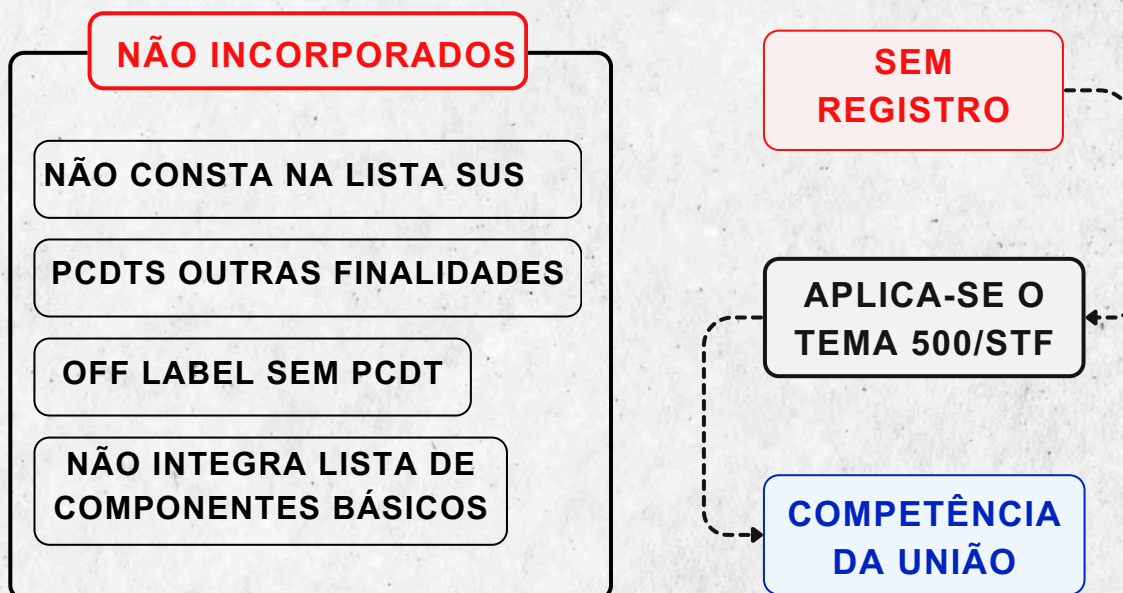 NÃO INCORPORADOS
NÃO CONSTA NA LISTA SUS
PCDTS OUTRAS FINALIDADES
OFF LABEL SEM PCDT
NÃO INTEGRA LISTA DE
COMPONENTES BÁSICOS
SEM
REGISTRO
APLICA-SE O
TEMA 500/STF
COMPETÊNCIA
DA UNIÃO